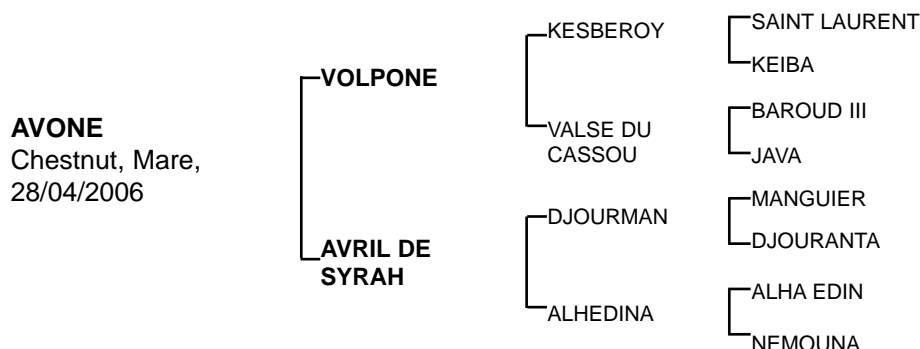 AVONE
Chestnut, Mare,
28/04/2006
VOLPONE
AVRIL DE
SYRAH
KESBEROY
VALSE DU
CASSOU
DJOURMAN
ALHEDINA
SAINT LAURENT
KEIBA
BAROUD III
JAVA
MANGUIER
DJOURANTA
ALHA EDIN
NEMOUNA